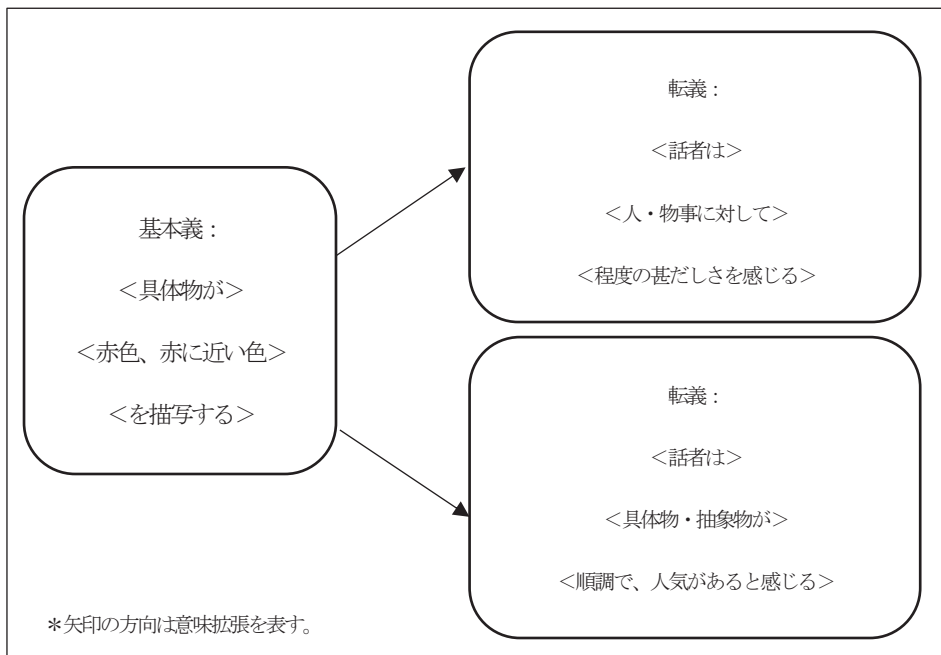 基本義：
＜具体物が＞
＜赤色、赤に近い色＞
＜を描写する＞
転義：
＜話者は＞
＜人・物事に対して＞
＜程度の甚だしさを感じる＞
転義：
＜話者は＞
＜具体物・抽象物が＞
＜順調で、人気があると感じる＞
＊矢印の方向は意味拡張を表す。